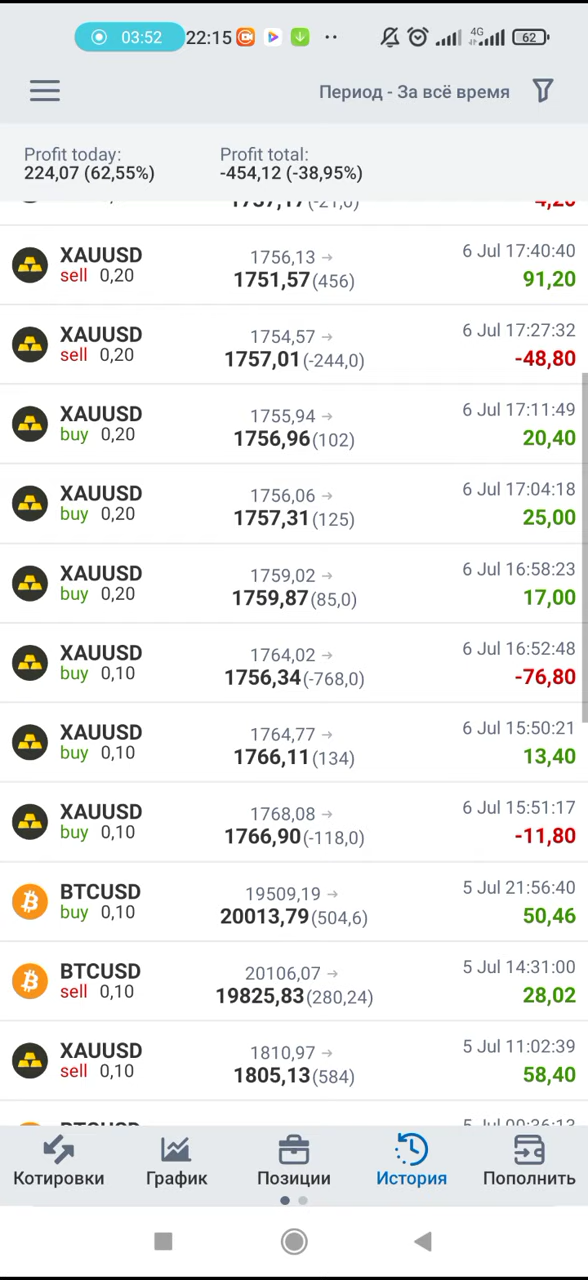 03:52 22:15 4G 62
Период - За всё время
Profit today: Profit total:
224,07 (62,55%) -454,12 (-38,95%)
XAUUSD 1756,13 → 6 Jul 17:40:40
sell 0,20 1751,57(456) 91,20
XAUUSD 1754,57 → 6 Jul 17:27:32
sell 0,20 1757,01(-244,0) -48,80
XAUUSD 1755,94 → 6 Jul 17:11:49
buy 0,20 1756,96(102) 20,40
XAUUSD 1756,06 → 6 Jul 17:04:18
buy 0,20 1757,31(125) 25,00
XAUUSD 1759,02 → 6 Jul 16:58:23
buy 0,20 1759,87(85,0) 17,00
XAUUSD 1764,02 → 6 Jul 16:52:48
buy 0,10 1756,34(-768,0) -76,80
XAUUSD 1764,77 → 6 Jul 15:50:21
buy 0,10 1766,11(134) 13,40
XAUUSD 1768,08 → 6 Jul 15:51:17
buy 0,10 1766,90(-118,0) -11,80
BTCUSD 19509,19 → 5 Jul 21:56:40
buy 0,10 20013,79(504,6) 50,46
BTCUSD 20106,07 → 5 Jul 14:31:00
sell 0,10 19825,83(280,24) 28,02
XAUUSD 1810,97 → 5 Jul 11:02:39
sell 0,10 1805,13(584) 58,40
Котировки График Позиции История Пополнить